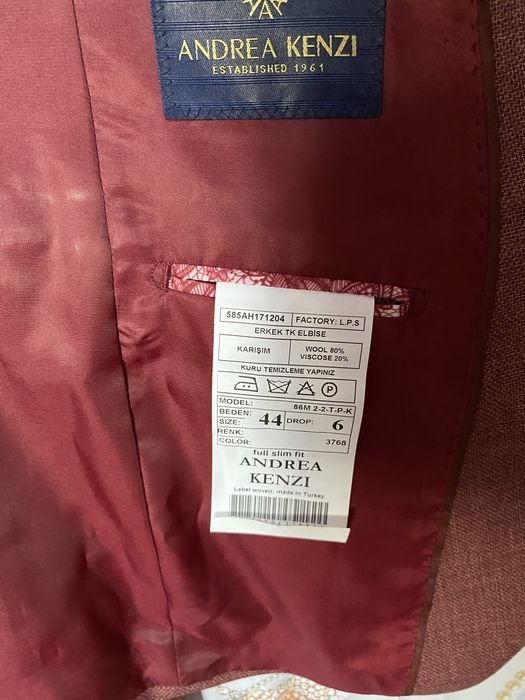 ANDREA KENZI
ESTABLISHED 1961
585AH171204 FACTORY: L.P.S
ERKEK TK ELBİSE
KARIŞIM WOOL 80% VISCOSE 20%
KURU TEMIZLEME YAPINIZ
P
MODEL: 86M 2-2-T-P-K
BEDEN:
SIZE: 44 DROP: 6
RENK:
COLOR: 3768
full slim fit
ANDREA
KENZI
Label woven: made in Turkey